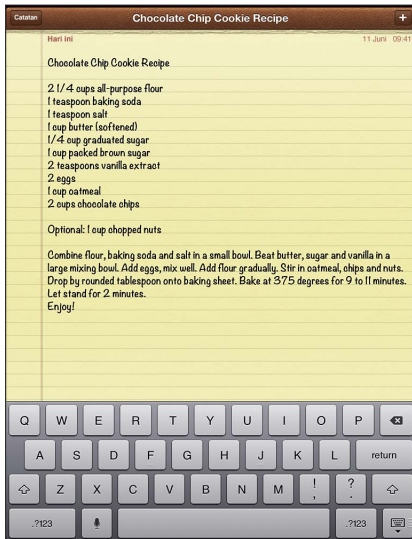 Catatan
Chocolate Chip Cookie Recipe
+
Hari ini
11 Juni 09:41
Chocolate Chip Cookie Recipe
2 1/4 cups all-purpose flour
1 teaspoon baking soda
1 teaspoon salt
1 cup butter (softened)
1/4 cup graduated sugar
1 cup packed brown sugar
2 teaspoons vanilla extract
2 eggs
1 cup oatmeal
2 cups chocolate chips
Optional: 1 cup chopped nuts
Combine flour, baking soda and salt in a small bowl. Beat butter, sugar and vanilla in a
large mixing bowl. Add eggs, mix well. Add flour gradually. Stir in oatmeal, chips and nuts.
Drop by rounded tablespoon onto baking sheet. Bake at 375 degrees for 9 to 11 minutes.
Let stand for 2 minutes.
Enjoy!
Q W E R T Y U I O P
A S D F G H J K L return
Z X C V B N M ! , ? .
.?123 .?123